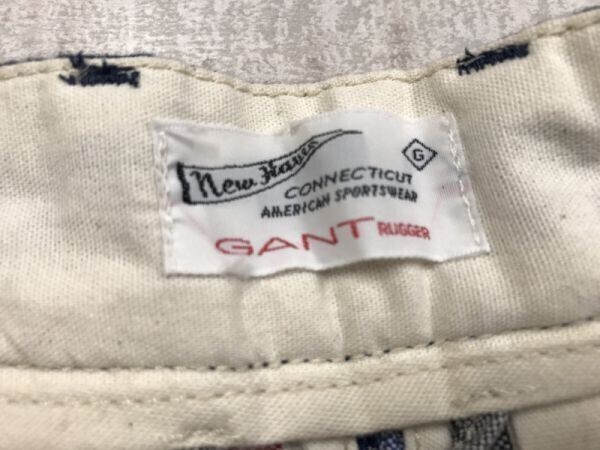 New Haven
G
CONNECTICUT
AMERICAN SPORTSWEAR
GANT RUGGER